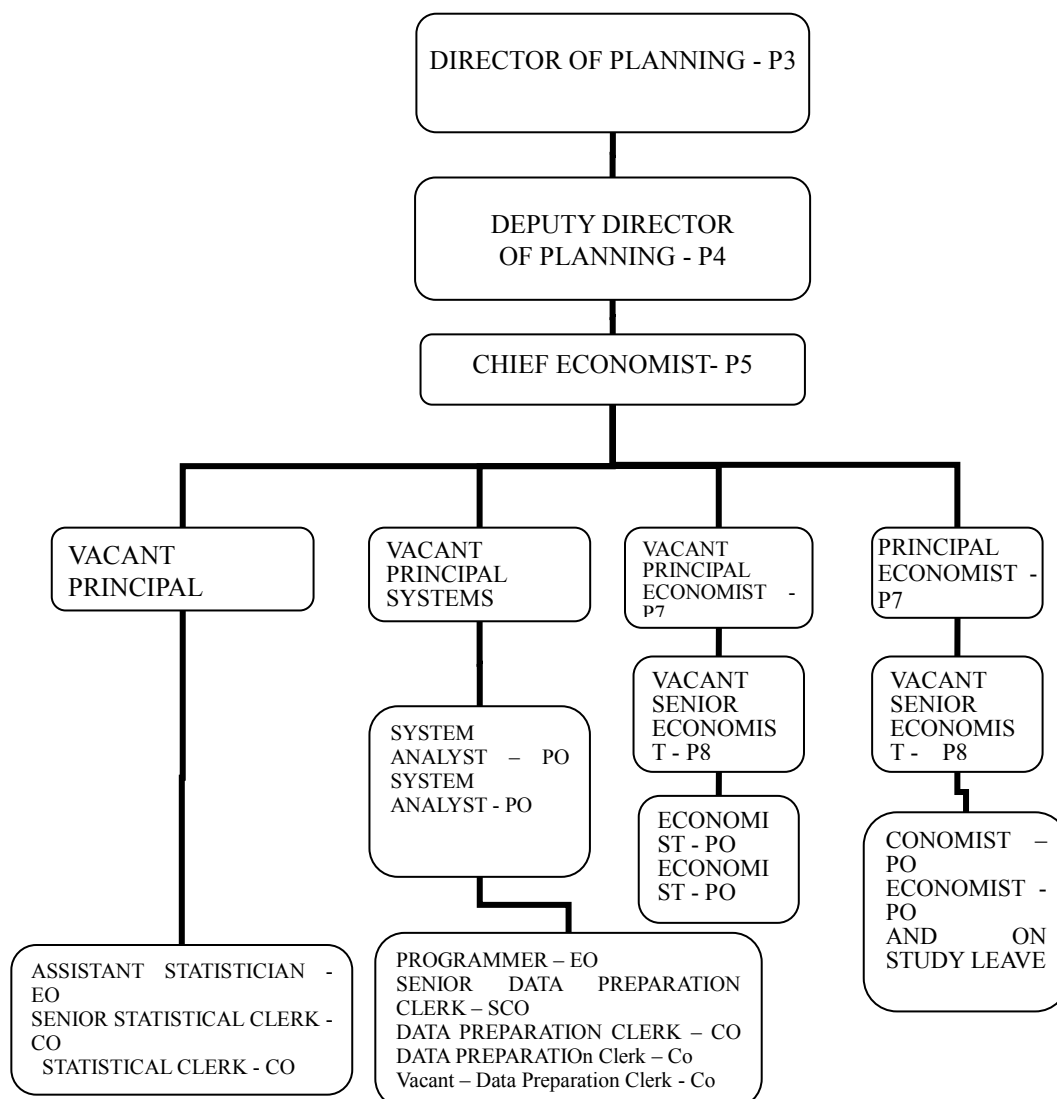 DIRECTOR OF PLANNING - P3
DEPUTY DIRECTOR
OF PLANNING - P4
CHIEF ECONOMIST- P5
VACANT
PRINCIPAL
VACANT
PRINCIPAL
SYSTEMS
VACANT
PRINCIPAL
ECONOMIST -
P7
PRINCIPAL
ECONOMIST -
P7
SYSTEM
ANALYST – PO
SYSTEM
ANALYST - PO
VACANT
SENIOR
ECONOMIS
T - P8
VACANT
SENIOR
ECONOMIS
T - P8
ECONOMI
ST - PO
ECONOMI
ST - PO
CONOMIST –
PO
ECONOMIST -
PO
AND ON
STUDY LEAVE
ASSISTANT STATISTICIAN -
EO
SENIOR STATISTICAL CLERK -
CO
STATISTICAL CLERK - CO
PROGRAMMER – EO
SENIOR DATA PREPARATION
CLERK – SCO
DATA PREPARATION CLERK – CO
DATA PREPARATIOn Clerk – Co
Vacant – Data Preparation Clerk - Co